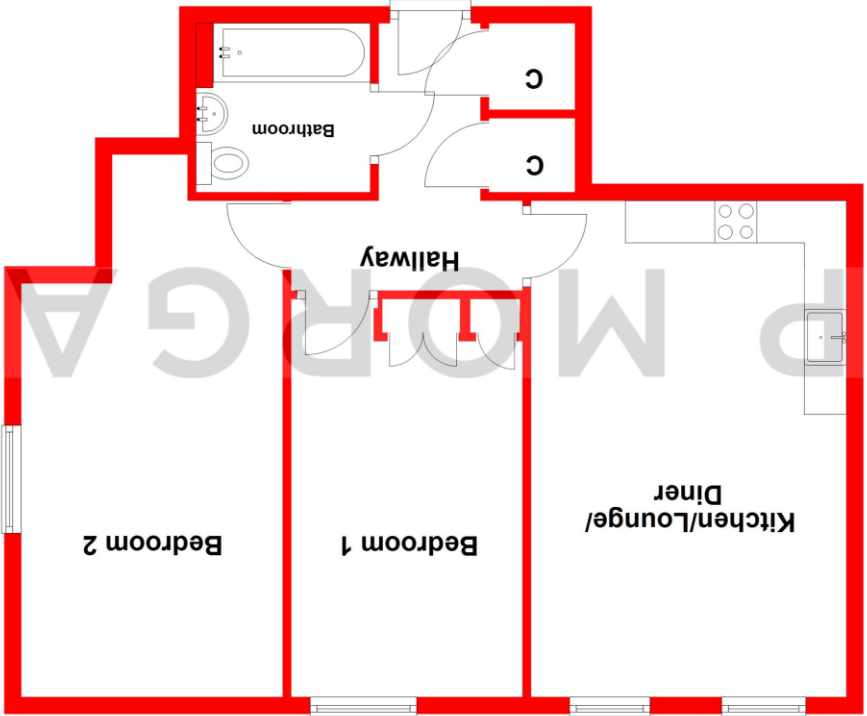 Kitchen/Lounge/
Diner
Bedroom 1
Bedroom 2
P MORGA
Hallway
C
Bathroom
C